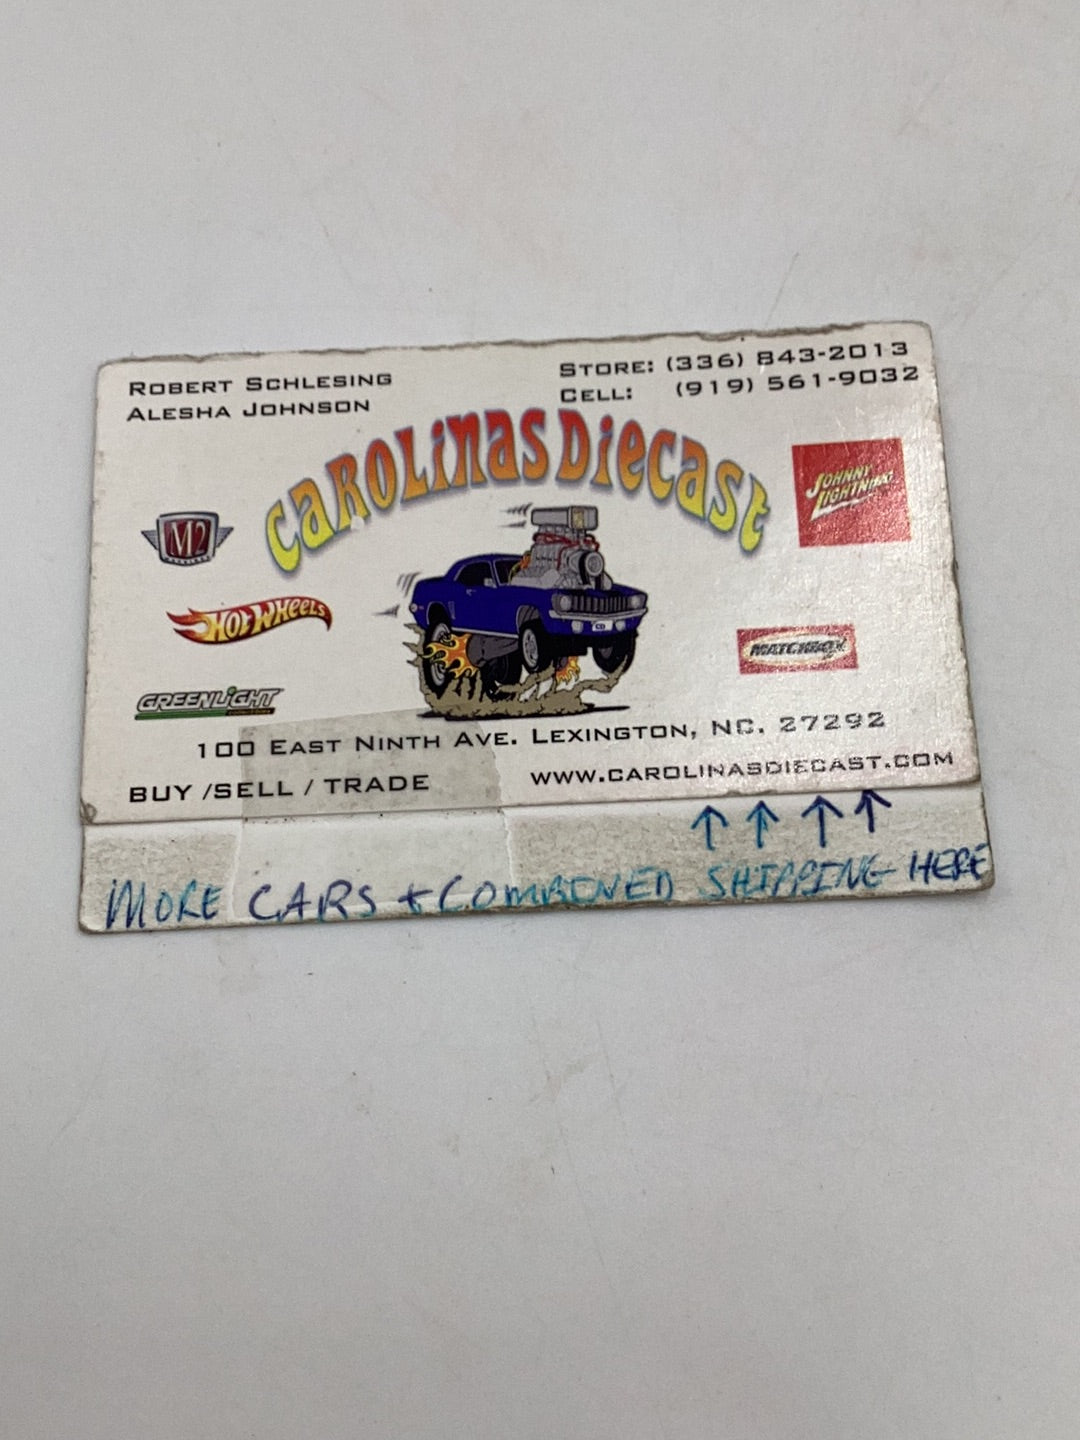 ROBERT SCHLESING
ALESHA JOHNSON
STORE: (336) 843-2013
CELL: (919) 561-9032
CAROLINAS DIECAST
JOHNNY LIGHTNING
M2
HOT WHEELS
MATCHBOX
GREENLIGHT
CD
100 EAST NINTH AVE. LEXINGTON, NC. 27292
BUY /SELL / TRADE
WWW.CAROLINASDIECAST.COM
↑ ↑ ↑ ↑
MORE CARS + COMBINED SHIPPING HERE